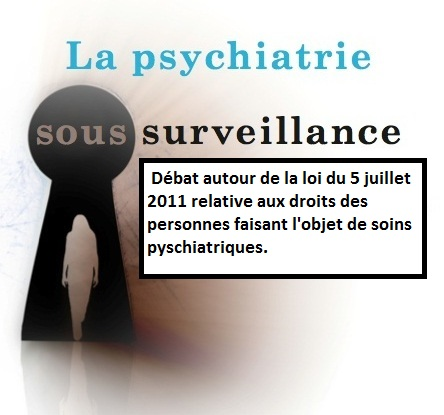 La psychiatrie
sous surveillance
Débat autour de la loi du 5 juillet
2011 relative aux droits des
personnes faisant l'objet de soins
pyschiatriques.